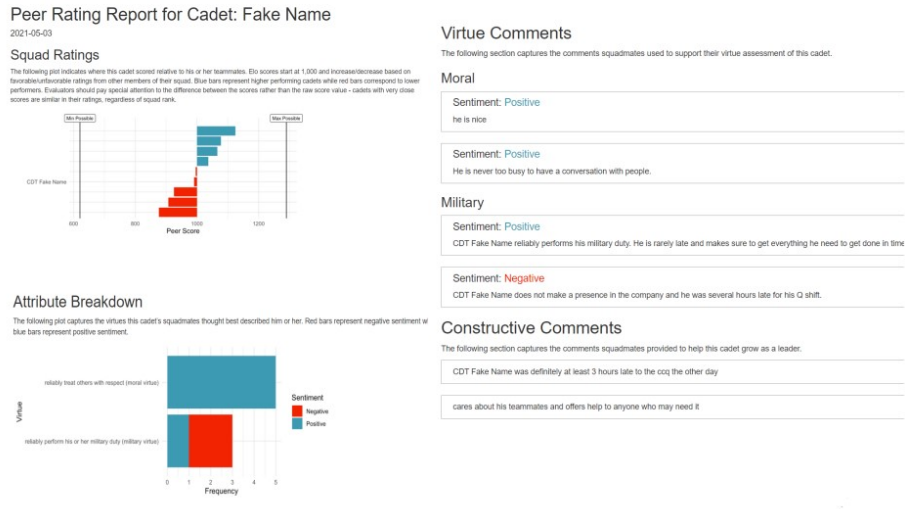 Peer Rating Report for Cadet: Fake Name
2021-05-03
Squad Ratings
The following plot indicates where this cadet scored relative to his or her teammates. Elo scores start at 1,000 and increase/decrease based on
favorable/unfavorable ratings from other members of their squad. Blue bars represent higher performing cadets while red bars correspond to lower
performers. Evaluators should pay special attention to the difference between the scores rather than the raw score value - cadets with very close
scores are similar in their ratings, regardless of squad rank.
Min Possible
Max Possible
CDT Fake Name
600 800 1000 1200
Peer Score
Attribute Breakdown
The following plot captures the virtues this cadet's squadmates thought best described him or her. Red bars represent negative sentiment w
blue bars represent positive sentiment.
Virtue
reliably treat others with respect (moral virtue)
reliably perform his or her military duty (military virtue)
0 1 2 3 4 5
Frequency
Sentiment
Negative
Positive
Virtue Comments
The following section captures the comments squadmates used to support their virtue assessment of this cadet.
Moral
Sentiment: Positive
he is nice
Sentiment: Positive
He is never too busy to have a conversation with people.
Military
Sentiment: Positive
CDT Fake Name reliably performs his military duty. He is rarely late and makes sure to get everything he need to get done in time
Sentiment: Negative
CDT Fake Name does not make a presence in the company and he was several hours late for his Q shift.
Constructive Comments
The following section captures the comments squadmates provided to help this cadet grow as a leader.
CDT Fake Name was definitely at least 3 hours late to the ccq the other day
cares about his teammates and offers help to anyone who may need it